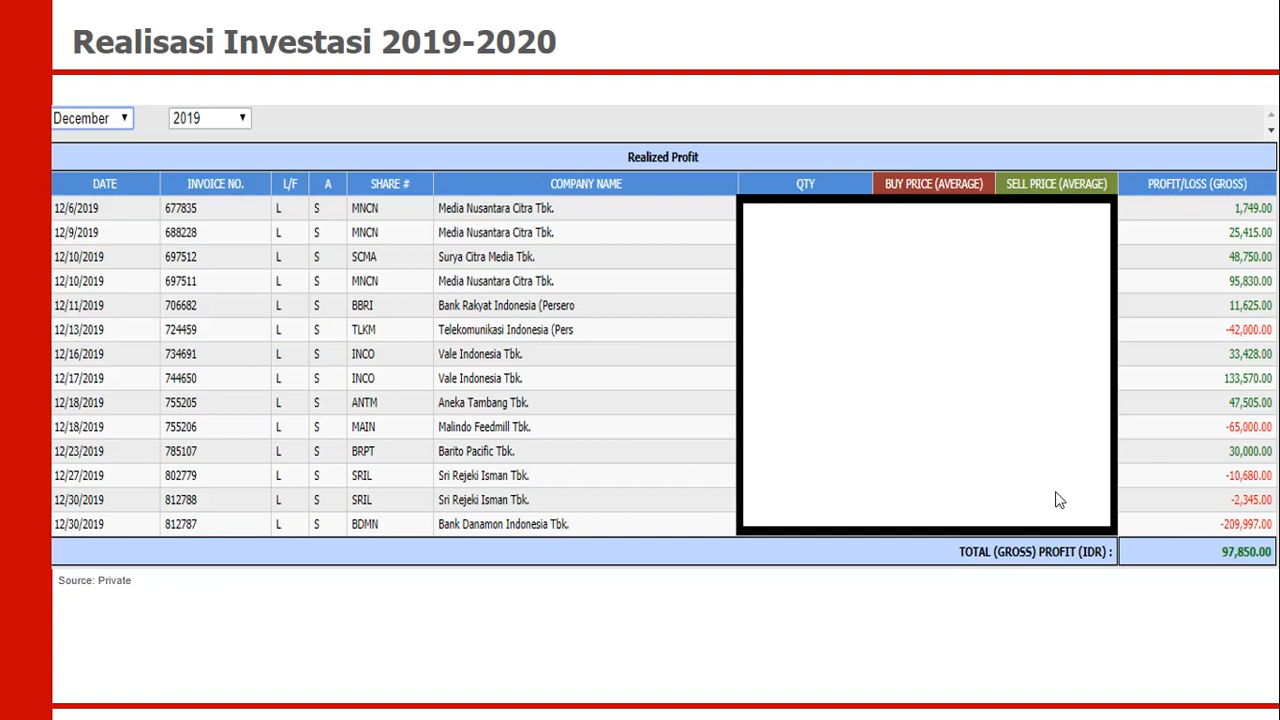 Realisasi Investasi 2019-2020
December 2019
Realized Profit
DATE INVOICE NO. L/F A SHARE # COMPANY NAME QTY BUY PRICE (AVERAGE) SELL PRICE (AVERAGE) PROFIT/LOSS (GROSS)
12/6/2019 677835 L S MNCN Media Nusantara Citra Tbk. 1,749.00
12/9/2019 688228 L S MNCN Media Nusantara Citra Tbk. 25,415.00
12/10/2019 697512 L S SCMA Surya Citra Media Tbk. 48,750.00
12/10/2019 697511 L S MNCN Media Nusantara Citra Tbk. 95,830.00
12/11/2019 706682 L S BBRI Bank Rakyat Indonesia (Persero 11,625.00
12/13/2019 724459 L S TLKM Telekomunikasi Indonesia (Pers -42,000.00
12/16/2019 734691 L S INCO Vale Indonesia Tbk. 33,428.00
12/17/2019 744650 L S INCO Vale Indonesia Tbk. 133,570.00
12/18/2019 755205 L S ANTM Aneka Tambang Tbk. 47,505.00
12/18/2019 755206 L S MAIN Malindo Feedmill Tbk. -65,000.00
12/23/2019 785107 L S BRPT Barito Pacific Tbk. 30,000.00
12/27/2019 802779 L S SRIL Sri Rejeki Isman Tbk. -10,680.00
12/30/2019 812788 L S SRIL Sri Rejeki Isman Tbk. -2,345.00
12/30/2019 812787 L S BDMN Bank Danamon Indonesia Tbk. -209,997.00
TOTAL (GROSS) PROFIT (IDR) : 97,850.00
Source: Private